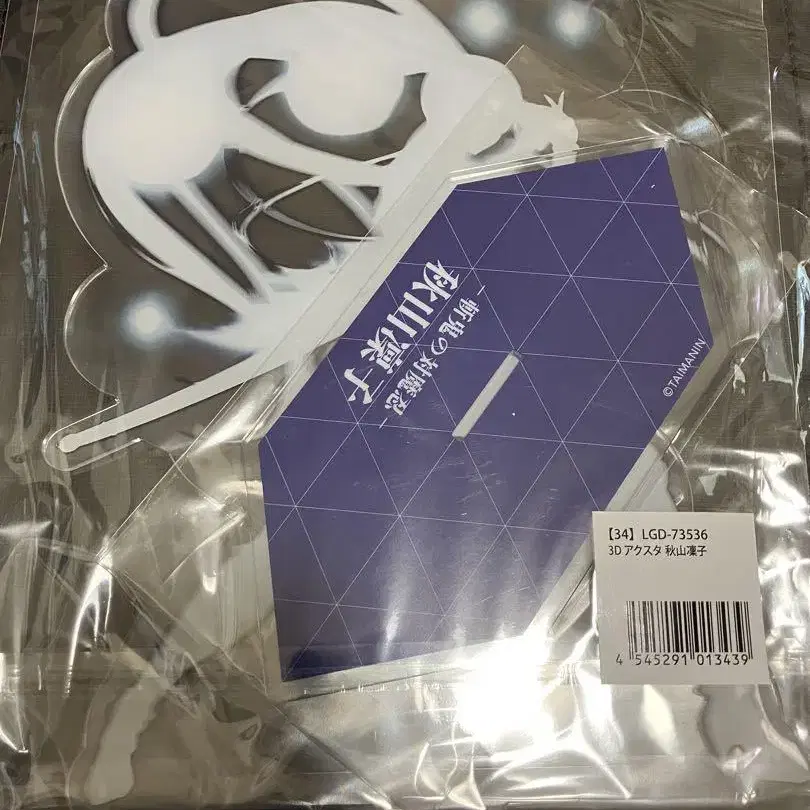 斬鬼の対魔忍
秋山凜子
©TAIMANIN
【34】LGD-73536
3D アクスタ 秋山凜子
4 545291 013439